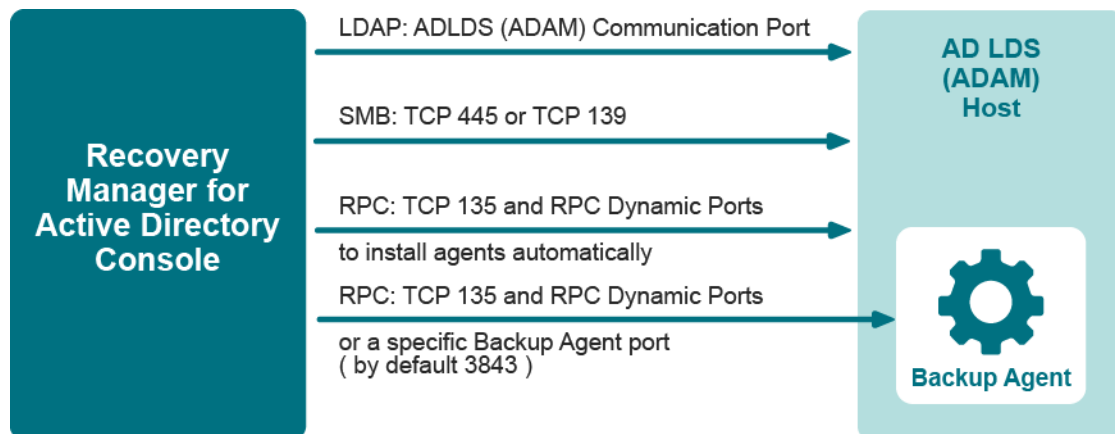 Recovery
Manager for
Active Directory
Console
LDAP: ADLDS (ADAM) Communication Port
SMB: TCP 445 or TCP 139
RPC: TCP 135 and RPC Dynamic Ports
to install agents automatically
RPC: TCP 135 and RPC Dynamic Ports
or a specific Backup Agent port
( by default 3843 )
AD LDS
(ADAM)
Host
Backup Agent